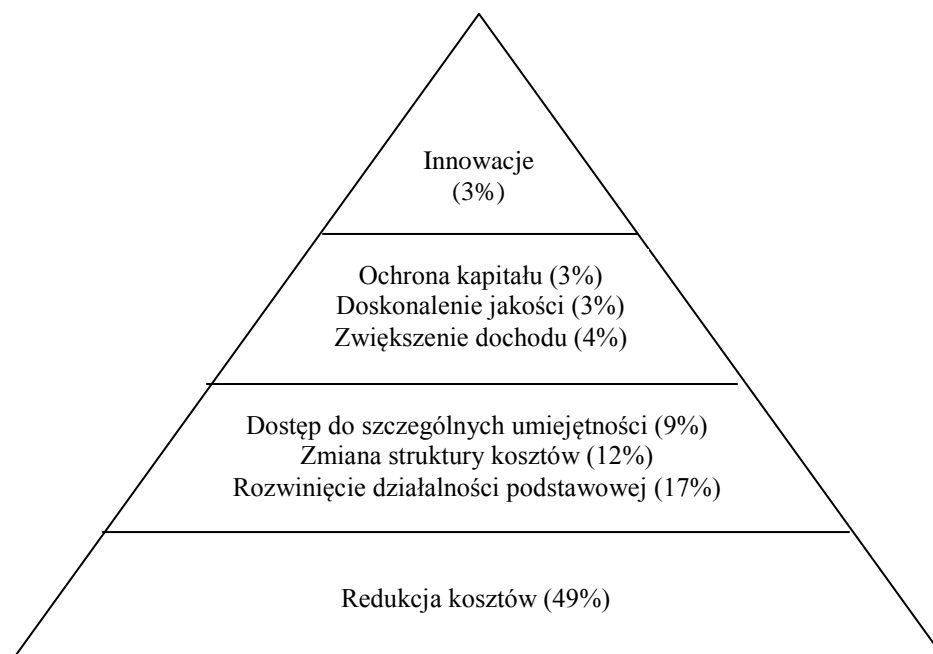 Innowacje
(3%)
Ochrona kapitału (3%)
Doskonalenie jakości (3%)
Zwiększenie dochodu (4%)
Dostęp do szczególnych umiejętności (9%)
Zmiana struktury kosztów (12%)
Rozwinięcie działalności podstawowej (17%)
Redukcja kosztów (49%)